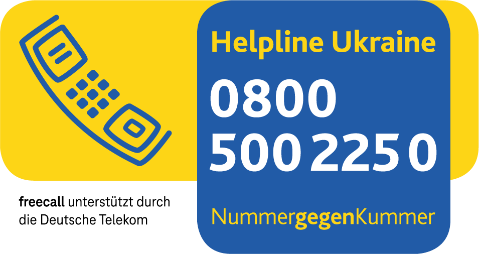 Helpline Ukraine
0800
500 225 0
NummergegenKummer
freecall unterstützt durch
die Deutsche Telekom